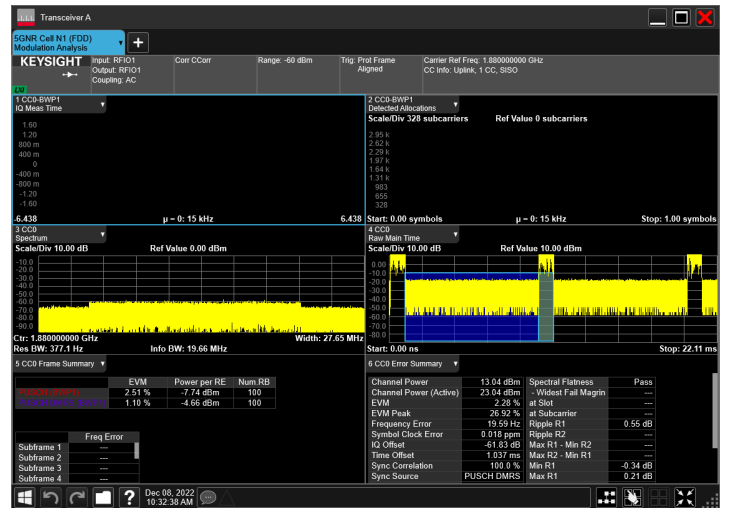 Transceiver A
5GNR Cell N1 (FDD)
Modulation Analysis
KEYSIGHT
LXI
Input: RFIO1
Output: RFIO1
Coupling: AC
Corr CCorr
Range: -60 dBm
Trig: Prot Frame
Aligned
Carrier Ref Freq: 1.880000000 GHz
CC Info: Uplink, 1 CC, SISO
1 CC0-BWP1
IQ Meas Time
1.60
1.20
800 m
400 m
0
-400 m
-800 m
-1.20
-1.60
-6.438 μ = 0: 15 kHz 6.438
2 CC0-BWP1
Detected Allocations
Scale/Div 328 subcarriers Ref Value 0 subcarriers
2.95 k
2.62 k
2.29 k
1.97 k
1.64 k
1.31 k
983
655
328
Start: 0.00 symbols μ = 0: 15 kHz Stop: 1.00 symbols
3 CC0
Spectrum
Scale/Div 10.00 dB Ref Value 0.00 dBm
-10.0
-20.0
-30.0
-40.0
-50.0
-60.0
-70.0
-80.0
-90.0
Ctr: 1.880000000 GHz Width: 27.65 MHz
Res BW: 377.1 Hz Info BW: 19.66 MHz
4 CC0
Raw Main Time
Scale/Div 10.00 dB Ref Value 10.00 dBm
0.00
-10.0
-20.0
-30.0
-40.0
-50.0
-60.0
-70.0
-80.0
Start: 0.00 ns Stop: 22.11 ms
5 CC0 Frame Summary
EVM Power per RE Num.RB
2.51 % -7.74 dBm 100
1.10 % -4.66 dBm 100
Freq Error
Subframe 1 ---
Subframe 2 ---
Subframe 3 ---
Subframe 4 ---
6 CC0 Error Summary
Channel Power 13.04 dBm Spectral Flatness Pass
Channel Power (Active) 23.04 dBm - Widest Fail Magrin ---
EVM 2.28 % at Slot ---
EVM Peak 26.92 % at Subcarrier ---
Frequency Error 19.59 Hz Ripple R1 0.55 dB
Symbol Clock Error 0.018 ppm Ripple R2 ---
IQ Offset -61.83 dB Max R1 - Min R2 ---
Time Offset 1.037 ms Max R2 - Min R1 ---
Sync Correlation 100.0 % Min R1 -0.34 dB
Sync Source PUSCH DMRS Max R1 0.21 dB
Dec 08, 2022
10:32:38 AM